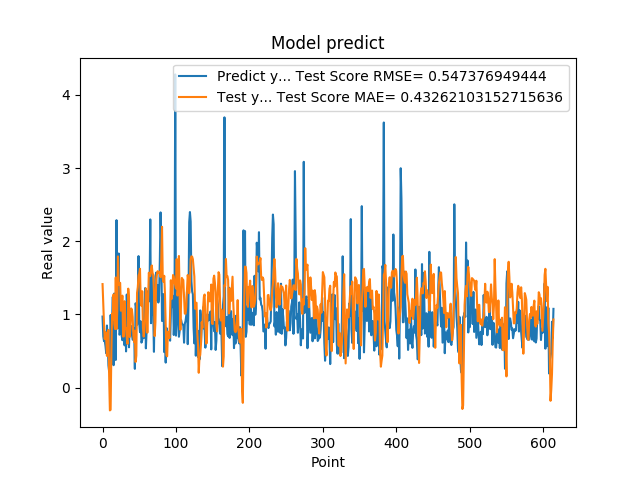 Model predict
Predict y... Test Score RMSE= 0.547376949444
Test y... Test Score MAE= 0.43262103152715636
Real value
4
3
2
1
0
0 100 200 300 400 500 600
Point